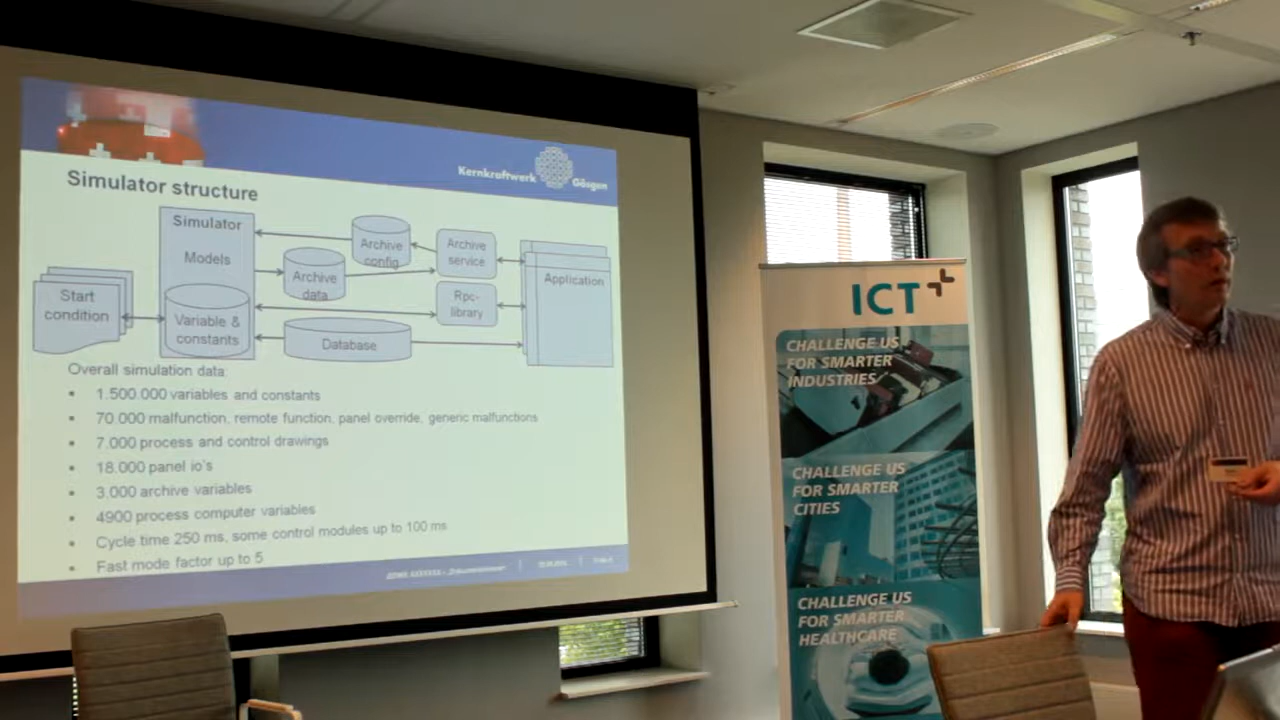 Kernkraftwerk Gösgen
Simulator structure
Simulator
Models
Variable &
constants
Start
condition
Archive
config
Archive
data
Archive
service
Rpc-
library
Database
Application
Overall simulation data:
• 1.500.000 variables and constants
• 70.000 malfunction, remote function, panel override, generic malfunctions
• 7.000 process and control drawings
• 18.000 panel io's
• 3.000 archive variables
• 4900 process computer variables
• Cycle time 250 ms, some control modules up to 100 ms
• Fast mode factor up to 5
ICT
CHALLENGE US
FOR SMARTER
INDUSTRIES
CHALLENGE US
FOR SMARTER
CITIES
CHALLENGE US
FOR SMARTER
HEALTHCARE